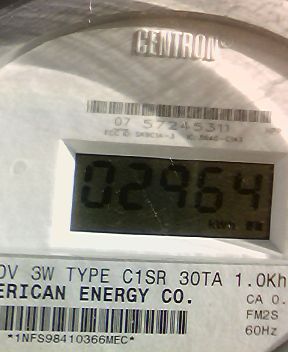 CENTRON
07 57245311
02964
0V 3W TYPE C1SR 30TA 1.0Kh
ERICAN ENERGY CO.
CA 0.
FM2S
60Hz
*1NFS98410366MEC*